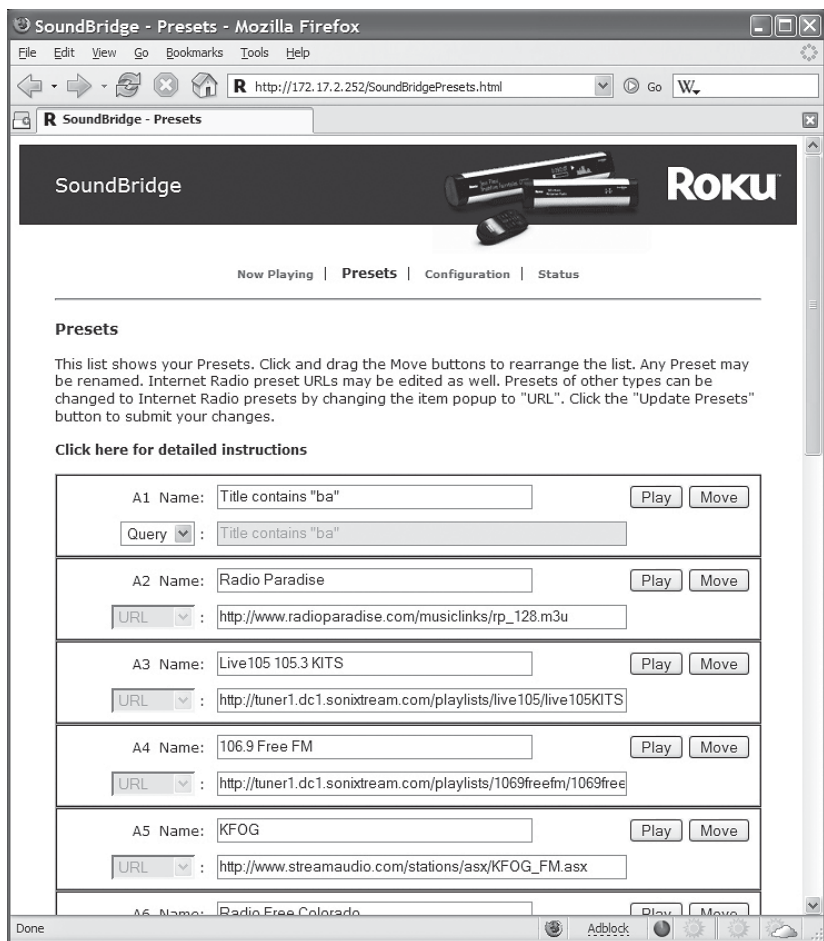 SoundBridge - Presets - Mozilla Firefox
File Edit View Go Bookmarks Tools Help
R http://172.17.2.252/SoundBridgePresets.html Go W.
R SoundBridge - Presets
SoundBridge
ROKU
Now Playing | Presets | Configuration | Status
Presets
This list shows your Presets. Click and drag the Move buttons to rearrange the list. Any Preset may
be renamed. Internet Radio preset URLs may be edited as well. Presets of other types can be
changed to Internet Radio presets by changing the item popup to "URL". Click the "Update Presets"
button to submit your changes.
Click here for detailed instructions
A1 Name: Title contains "ba" Play Move
Query : Title contains "ba"
A2 Name: Radio Paradise Play Move
URL : http://www.radioparadise.com/musiclinks/rp_128.m3u
A3 Name: Live105 105.3 KITS Play Move
URL : http://tuner1.dc1.sonixtream.com/playlists/live105/live105KITS
A4 Name: 106.9 Free FM Play Move
URL : http://tuner1.dc1.sonixtream.com/playlists/1069freefm/1069free
A5 Name: KFOG Play Move
URL : http://www.streamaudio.com/stations/asx/KFOG_FM.asx
A6 Name: Radio Free Colorado Play Move
Done Adblock